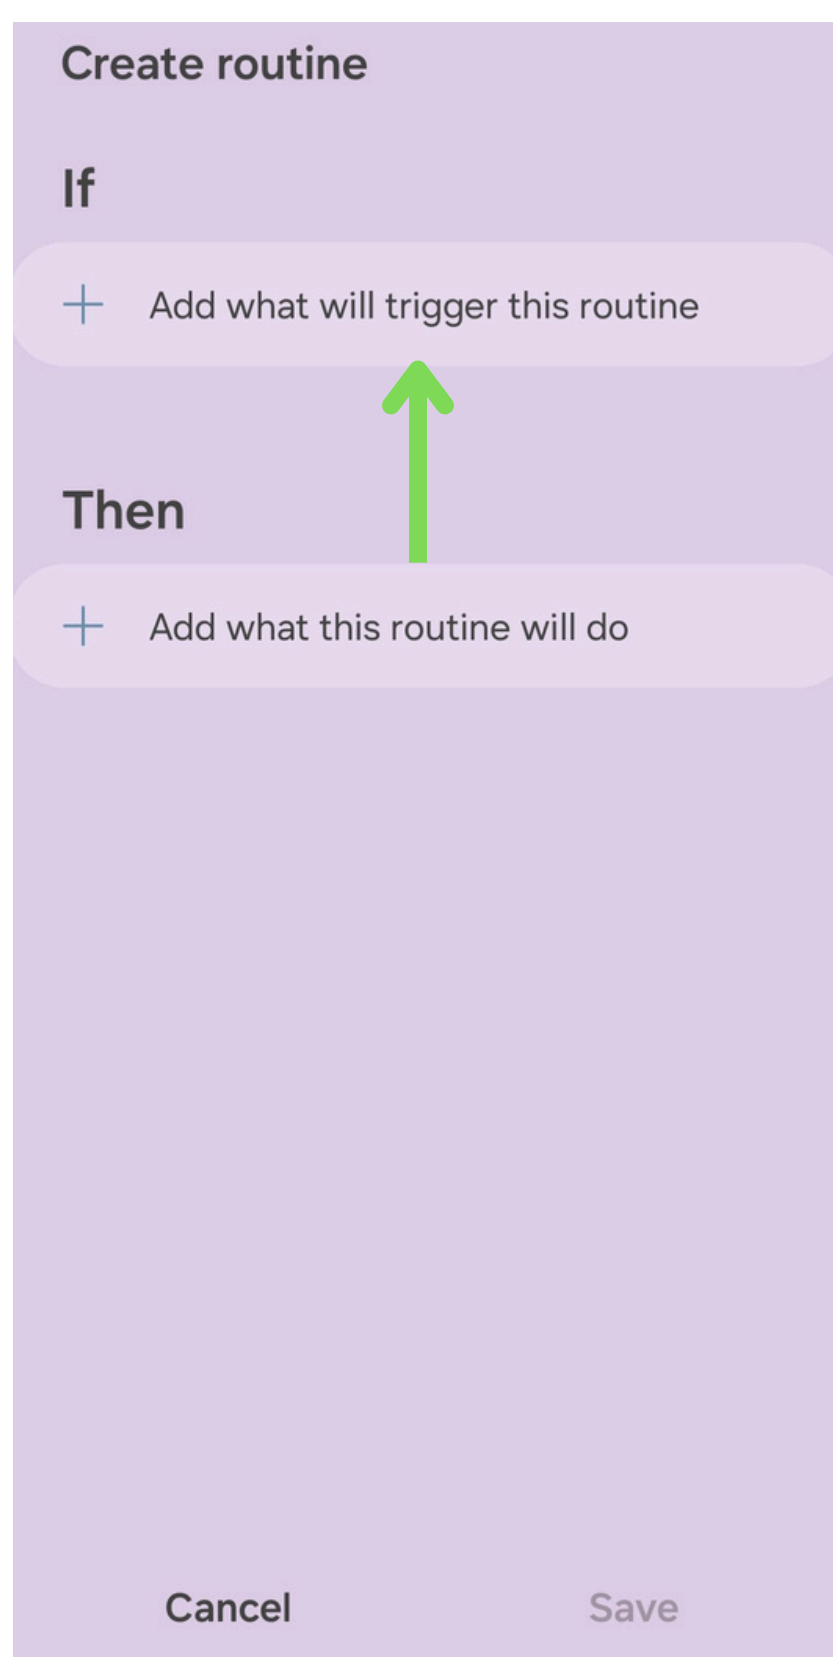 Create routine
If
Add what will trigger this routine
Then
Add what this routine will do
Cancel Save